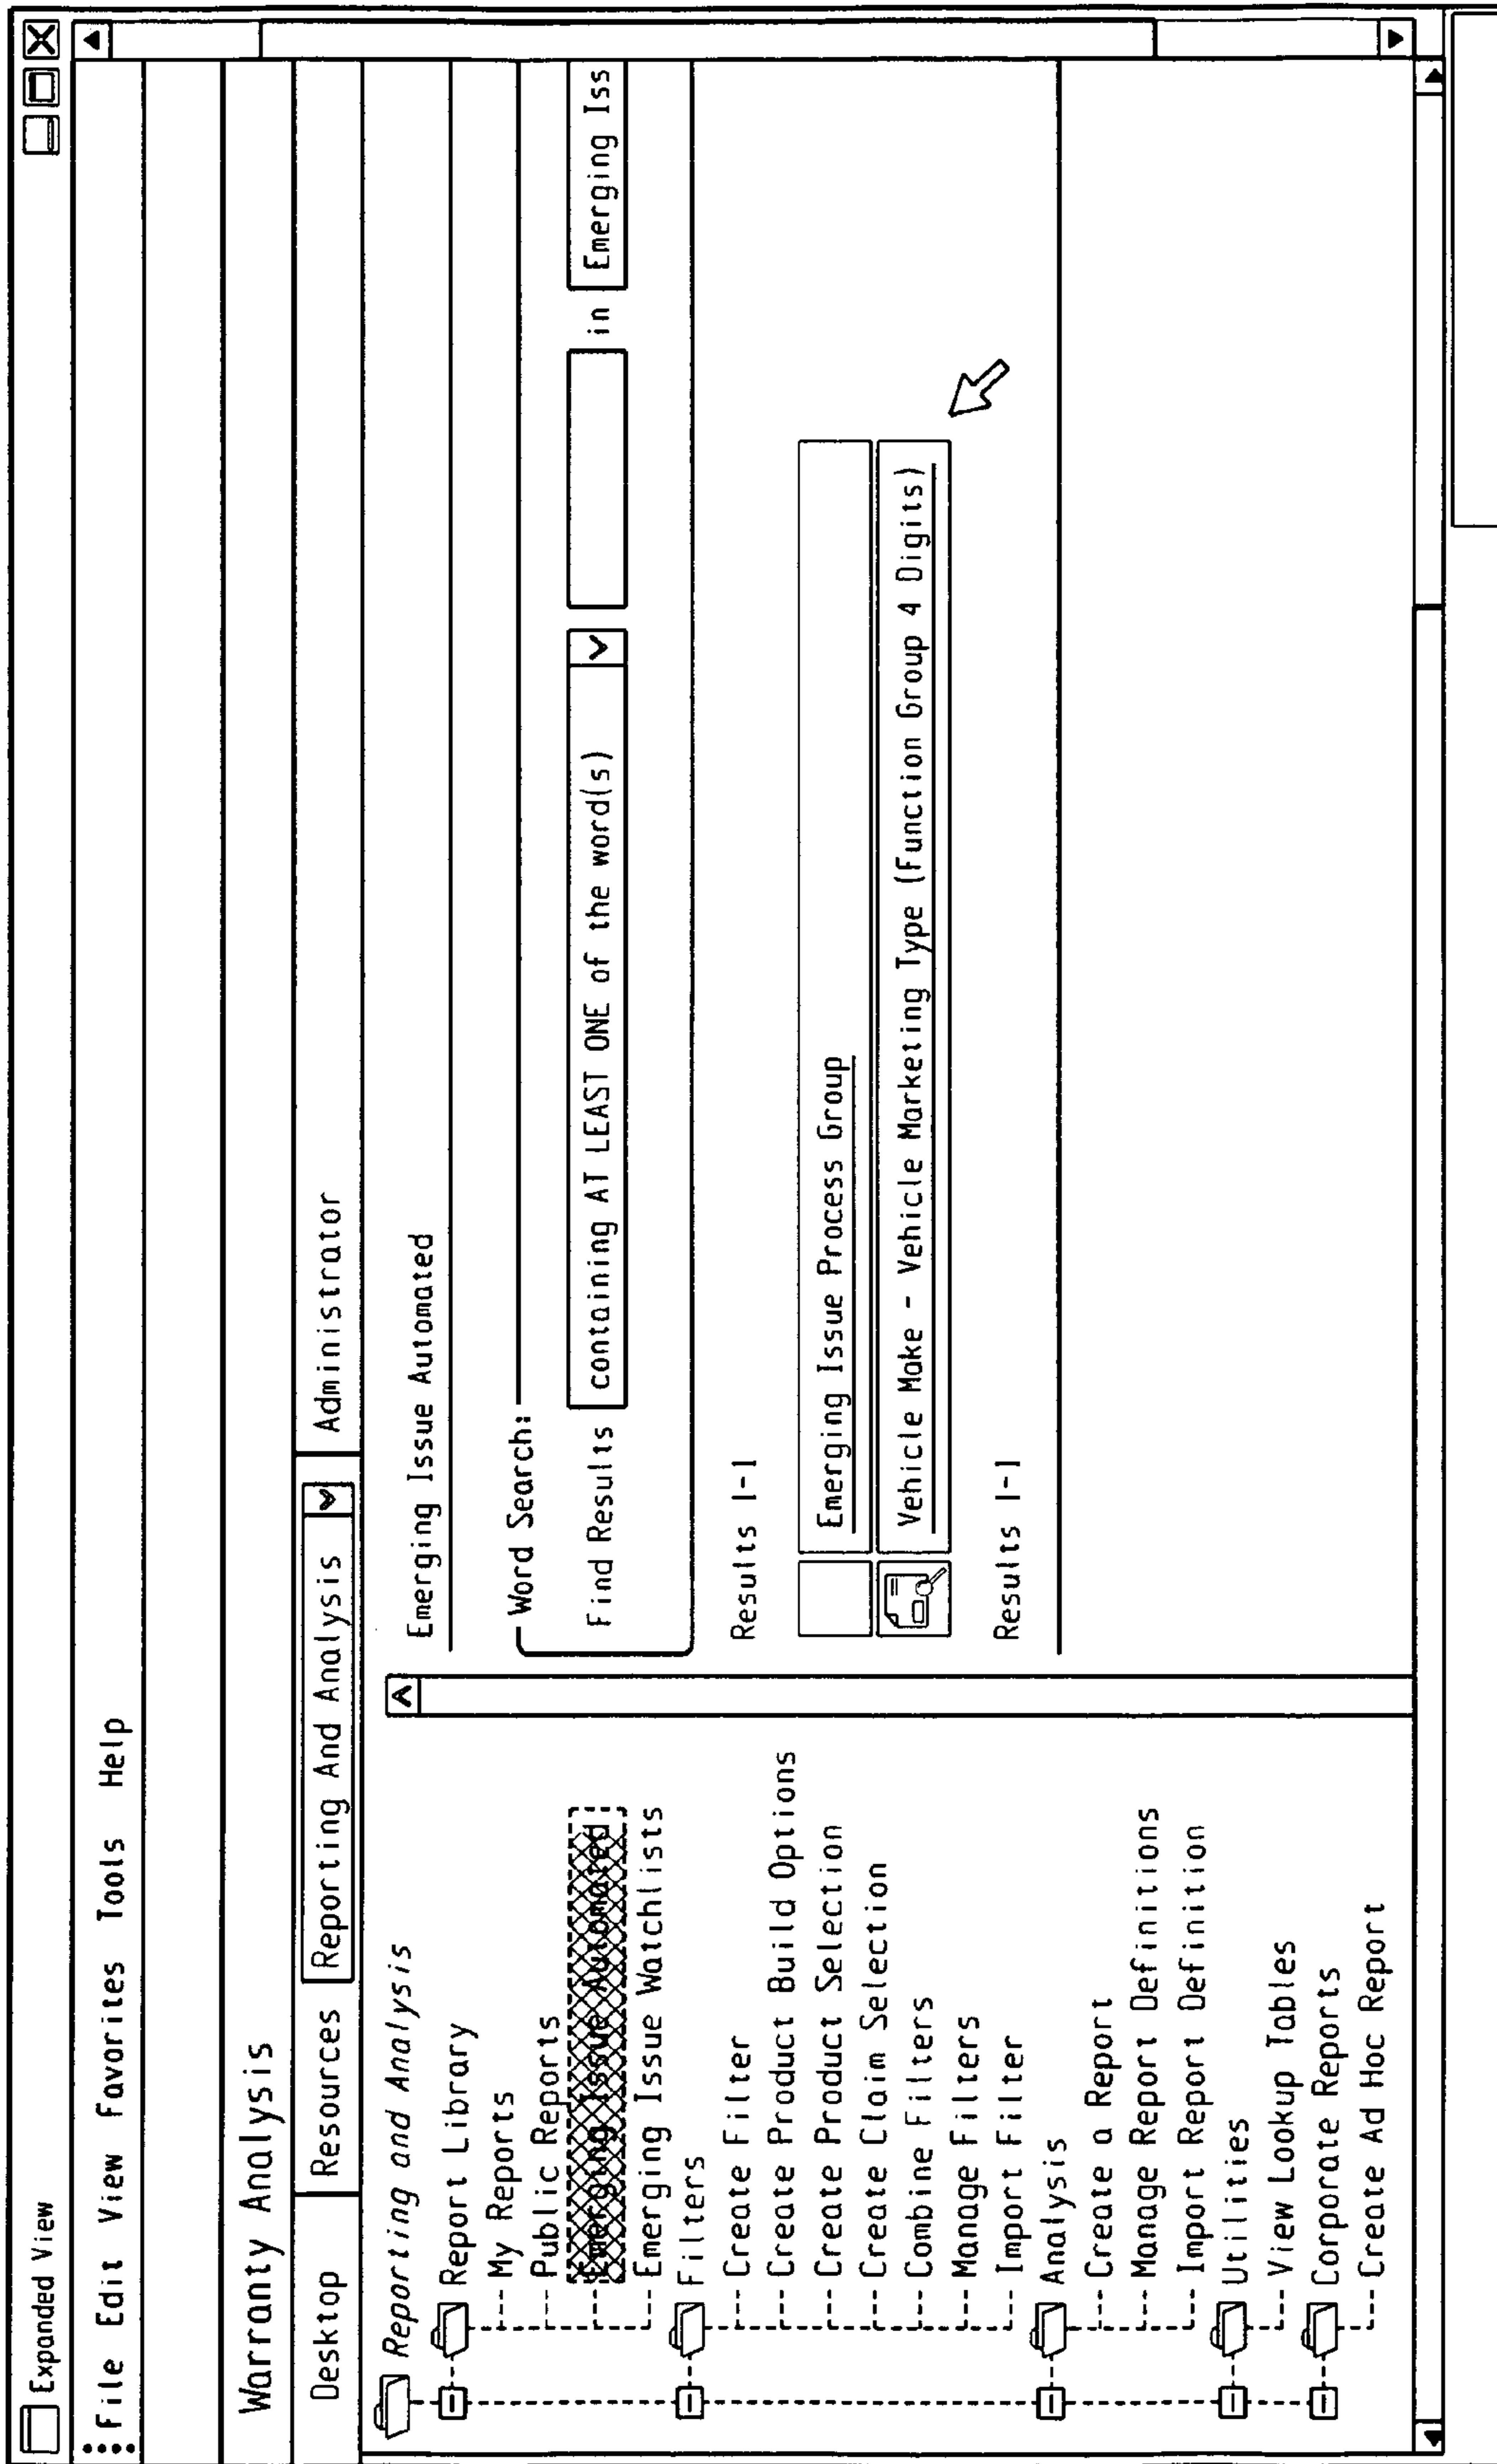 Expanded View
File Edit View Favorites Tools Help
Warranty Analysis
Desktop Resources Reporting And Analysis Administrator
Reporting and Analysis
Report Library
My Reports
Public Reports
Emerging Issue Automated
Emerging Issue Watchlists
Filters
Create Filter
Create Product Build Options
Create Product Selection
Create Claim Selection
Combine Filters
Manage Filters
Import Filter
Analysis
Create a Report
Manage Report Definitions
Import Report Definition
Utilities
View Lookup Tables
Corporate Reports
Create Ad Hoc Report
Emerging Issue Automated
Word Search:
Find Results containing AT LEAST ONE of the word(s) in Emerging Iss
Results 1-1
Emerging Issue Process Group
Vehicle Make - Vehicle Marketing Type (Function Group 4 Digits)
Results 1-1